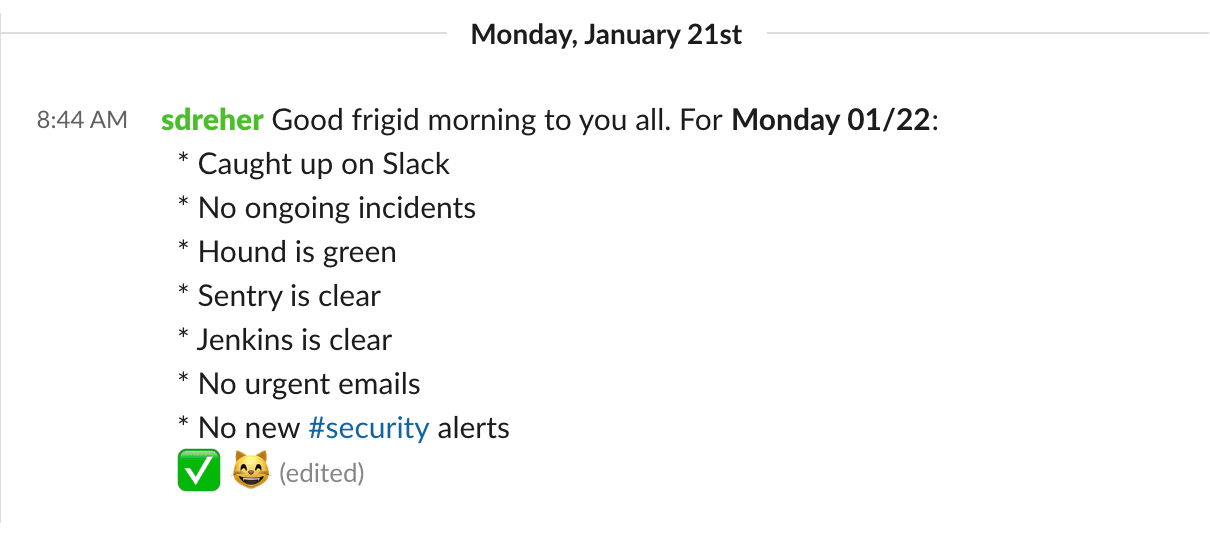 Monday, January 21st
8:44 AM sdreher Good frigid morning to you all. For Monday 01/22:
* Caught up on Slack
* No ongoing incidents
* Hound is green
* Sentry is clear
* Jenkins is clear
* No urgent emails
* No new #security alerts
✅ 😸 (edited)